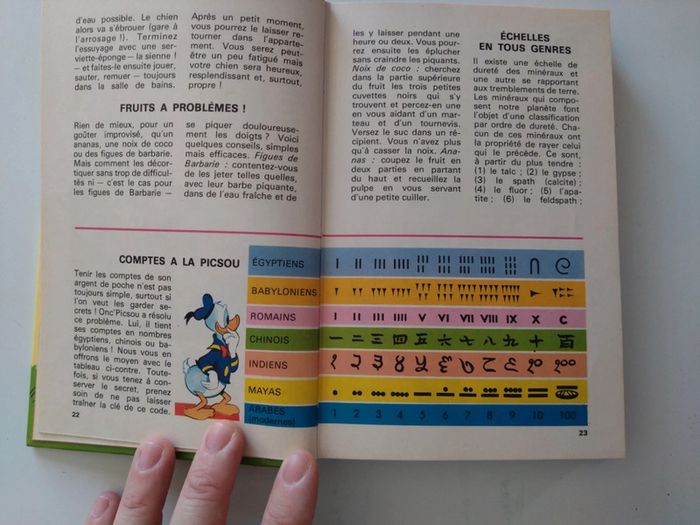 d'eau possible. Le chien
alors va s'ébrouer (gare à
l'arrosage !). Terminez
l'essuyage avec une ser-
viette-éponge — la sienne !
— et faites-le ensuite jouer,
sauter, remuer — toujours
dans la salle de bains.
Après un petit moment,
vous pourrez le laisser re-
tourner dans l'apparte-
ment. Vous serez peut-
être un peu fatigué mais
votre chien sera heureux,
resplendissant et, surtout,
propre !
FRUITS A PROBLÈMES !
Rien de mieux, pour un
goûter improvisé, qu'un
ananas, une noix de coco
ou des figues de barbarie.
Mais comment les décor-
tiquer sans trop de difficul-
tés ni — c'est le cas pour
les figues de Barbarie —
se piquer douloureuse-
ment les doigts ? Voici
quelques conseils, simples
mais efficaces. Figues de
Barbarie : contentez-vous
de les jeter telles quelles,
avec leur barbe piquante,
dans de l'eau fraîche et de
COMPTES A LA PICSOU
Tenir les comptes de son
argent de poche n'est pas
toujours simple, surtout si
l'on veut les garder secr-
ets ! Onc'Picsou a résolu
ce problème. Lui, il tient
ses comptes en nombres
égyptiens, chinois ou ba-
byloniens ! Nous vous en
offrons le moyen avec le
tableau ci-contre. Toute-
fois, si vous tenez à con-
server le secret, prenez
soin de ne pas laisser
traîner la clé de ce code.
22
les y laisser pendant une
heure ou deux. Vous pour-
rez ensuite les éplucher
sans craindre les piquants.
Noix de coco : cherchez
dans la partie supérieure
du fruit les trois petites
cuvettes noires qui s'y
trouvent et percez-en une
en vous aidant d'un mar-
teau et d'un tournevis.
Versez le suc dans un ré-
cipient. Vous n'avez plus
qu'à casser la noix. Ana-
nas : coupez le fruit en
deux parties en partant
du haut et recueillez la
pulpe en vous servant
d'une petite cuiller.
ÉCHELLES
EN TOUS GENRES
Il existe une échelle de
dureté des minéraux et
une autre se rapportant
aux tremblements de terre.
Les minéraux qui compo-
sent notre planète font
l'objet d'une classification
par ordre de dureté. Cha-
cun de ces minéraux ont
la propriété de rayer celui
qui le précède. Ce sont,
à partir du plus tendre :
(1) le talc ; (2) le gypse ;
(3) le spath (calcite) ;
(4) le fluor ; (5) l'apa-
tite ; (6) le feldspath ;
ÉGYPTIENS
BABYLONIENS
ROMAINS I II III IIII V VI VII VIII IX X C
CHINOIS 一 二 三 四 五 六 七 八 九 十 百
INDIENS
MAYAS
ARABES (modernes) 1 2 3 4 5 6 7 8 9 10 100
23